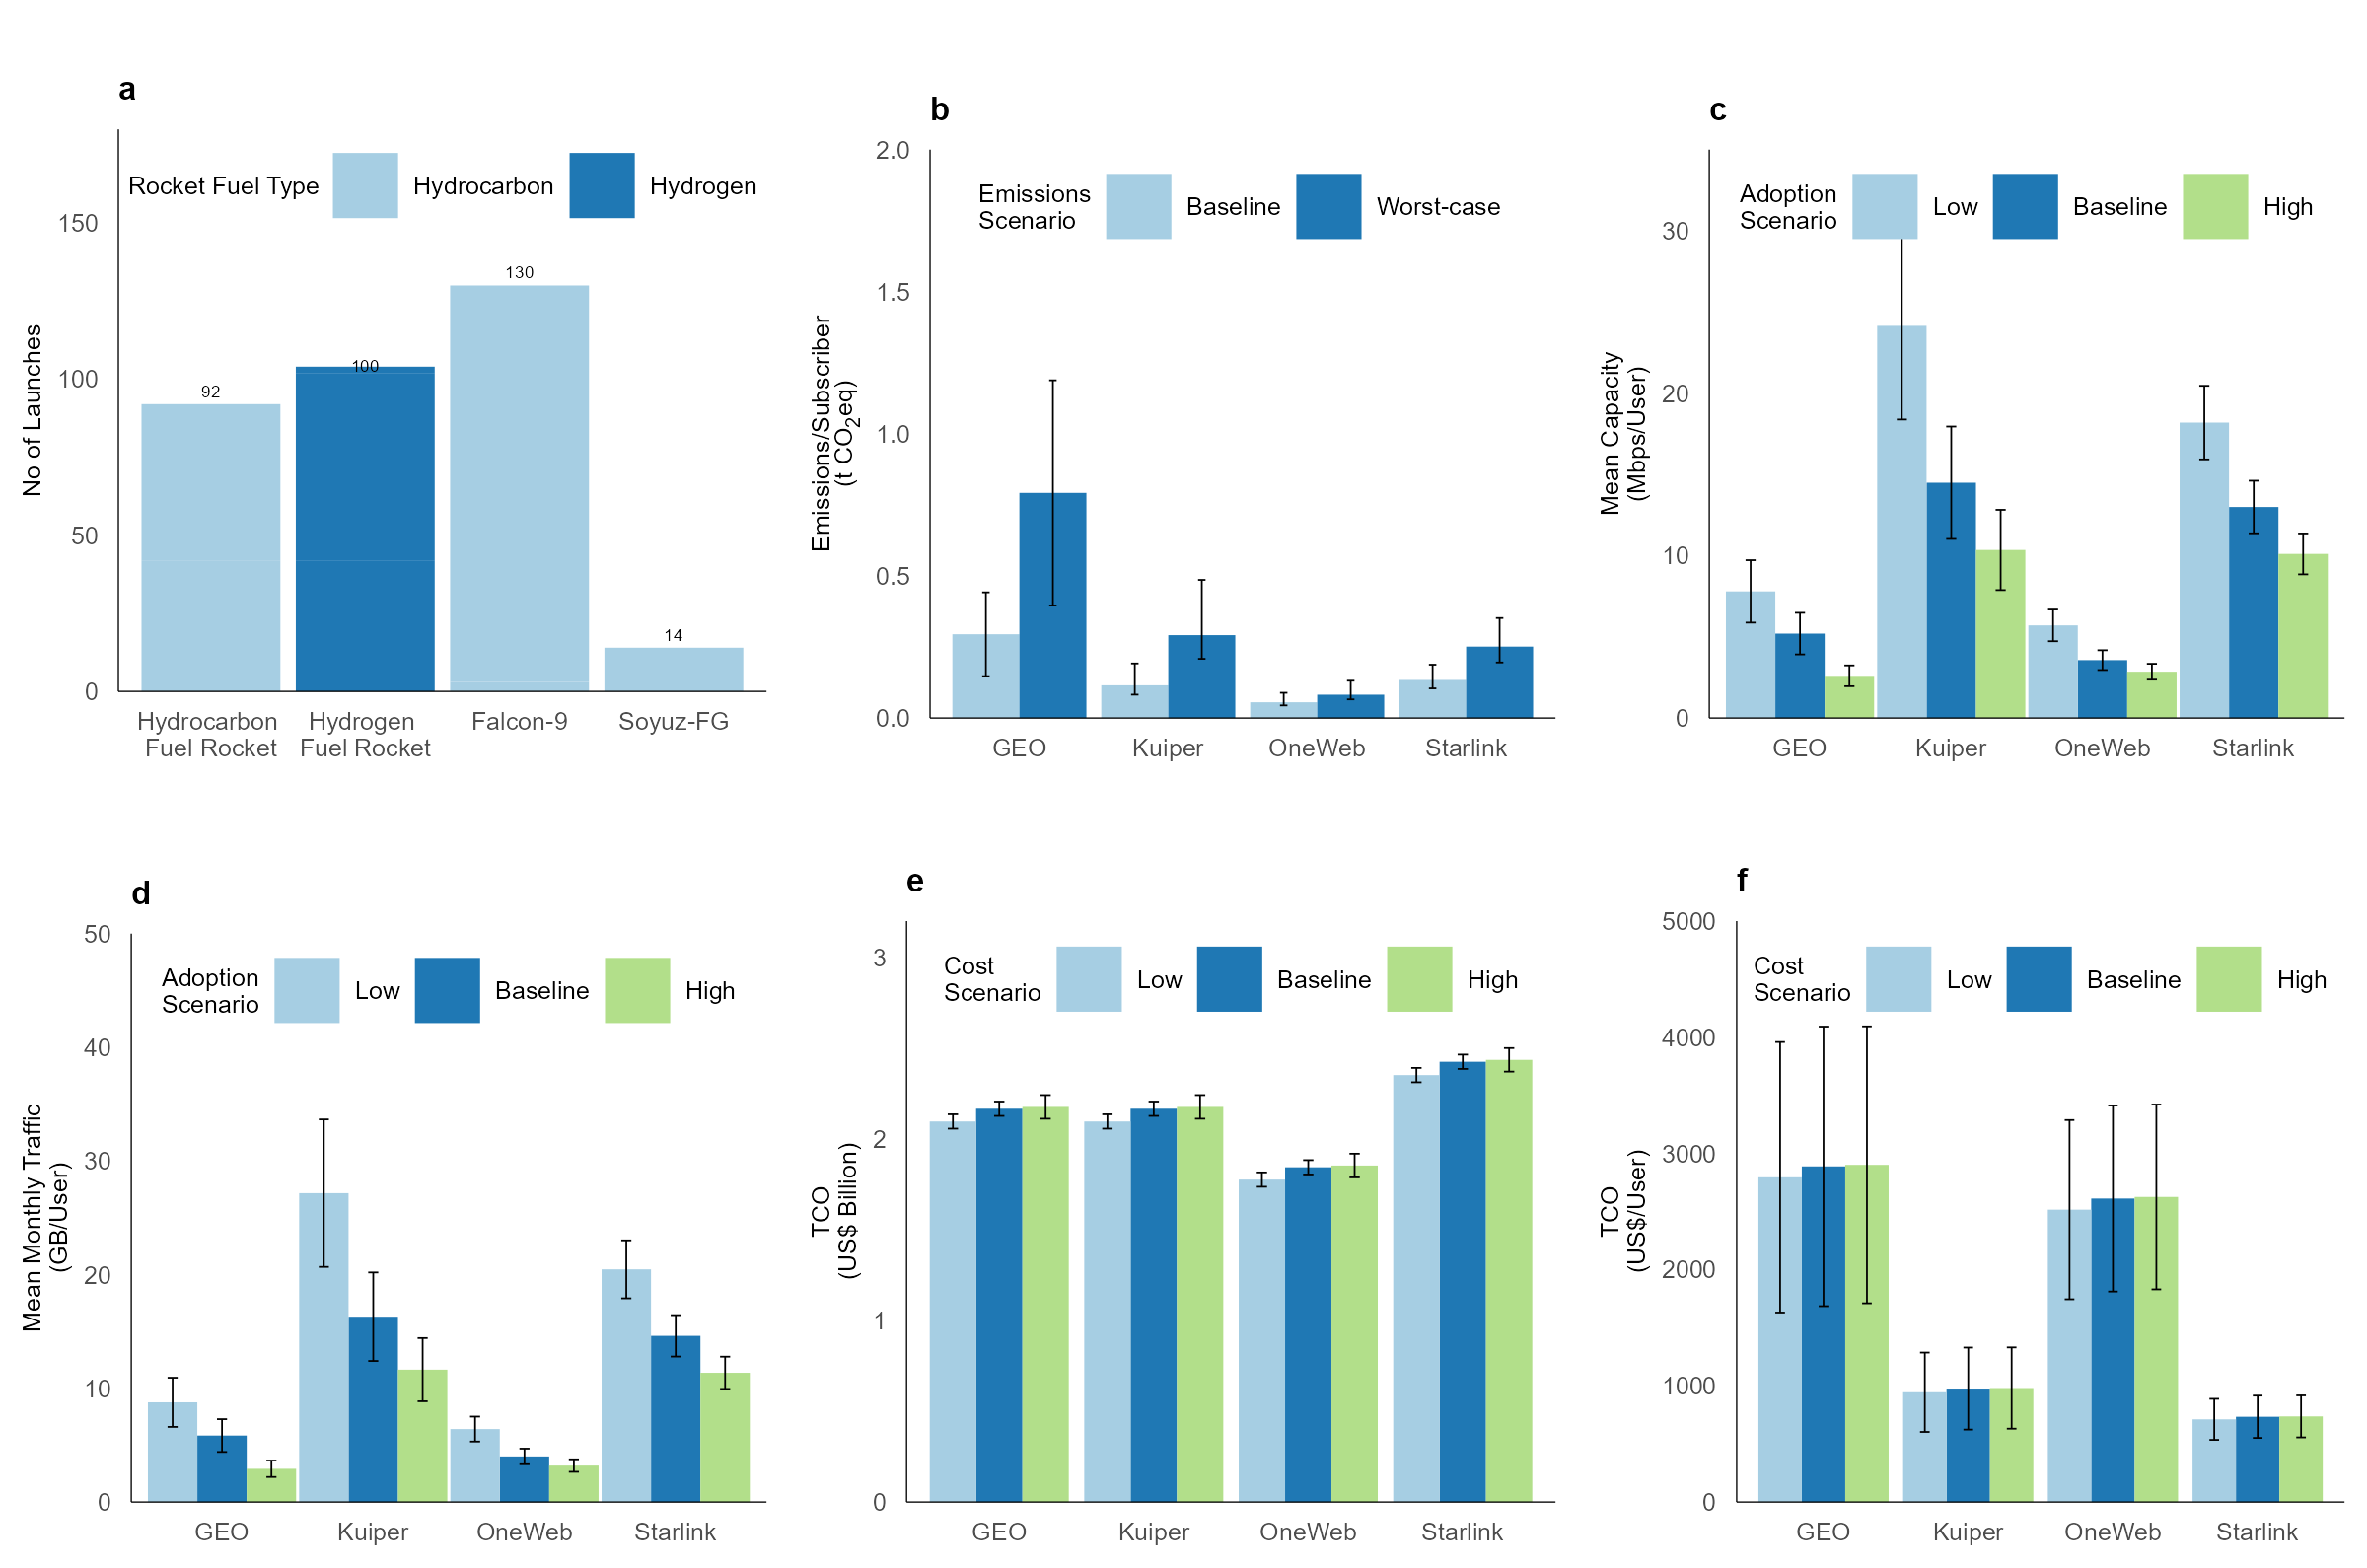 a
Rocket Fuel Type Hydrocarbon Hydrogen
No of Launches
150
100
50
0
92
100
130
14
Hydrocarbon
Fuel Rocket
Hydrogen
Fuel Rocket
Falcon-9
Soyuz-FG
b
Emissions
Scenario
Baseline Worst-case
Emissions/Subscriber
(t CO₂eq)
2.0
1.5
1.0
0.5
0.0
GEO Kuiper OneWeb Starlink
c
Adoption
Scenario
Low Baseline High
Mean Capacity
(Mbps/User)
30
20
10
0
GEO Kuiper OneWeb Starlink
d
Adoption
Scenario
Low Baseline High
Mean Monthly Traffic
(GB/User)
50
40
30
20
10
0
GEO Kuiper OneWeb Starlink
e
Cost
Scenario
Low Baseline High
TCO
(US$ Billion)
3
2
1
0
GEO Kuiper OneWeb Starlink
f
Cost
Scenario
Low Baseline High
TCO
(US$/User)
5000
4000
3000
2000
1000
0
GEO Kuiper OneWeb Starlink